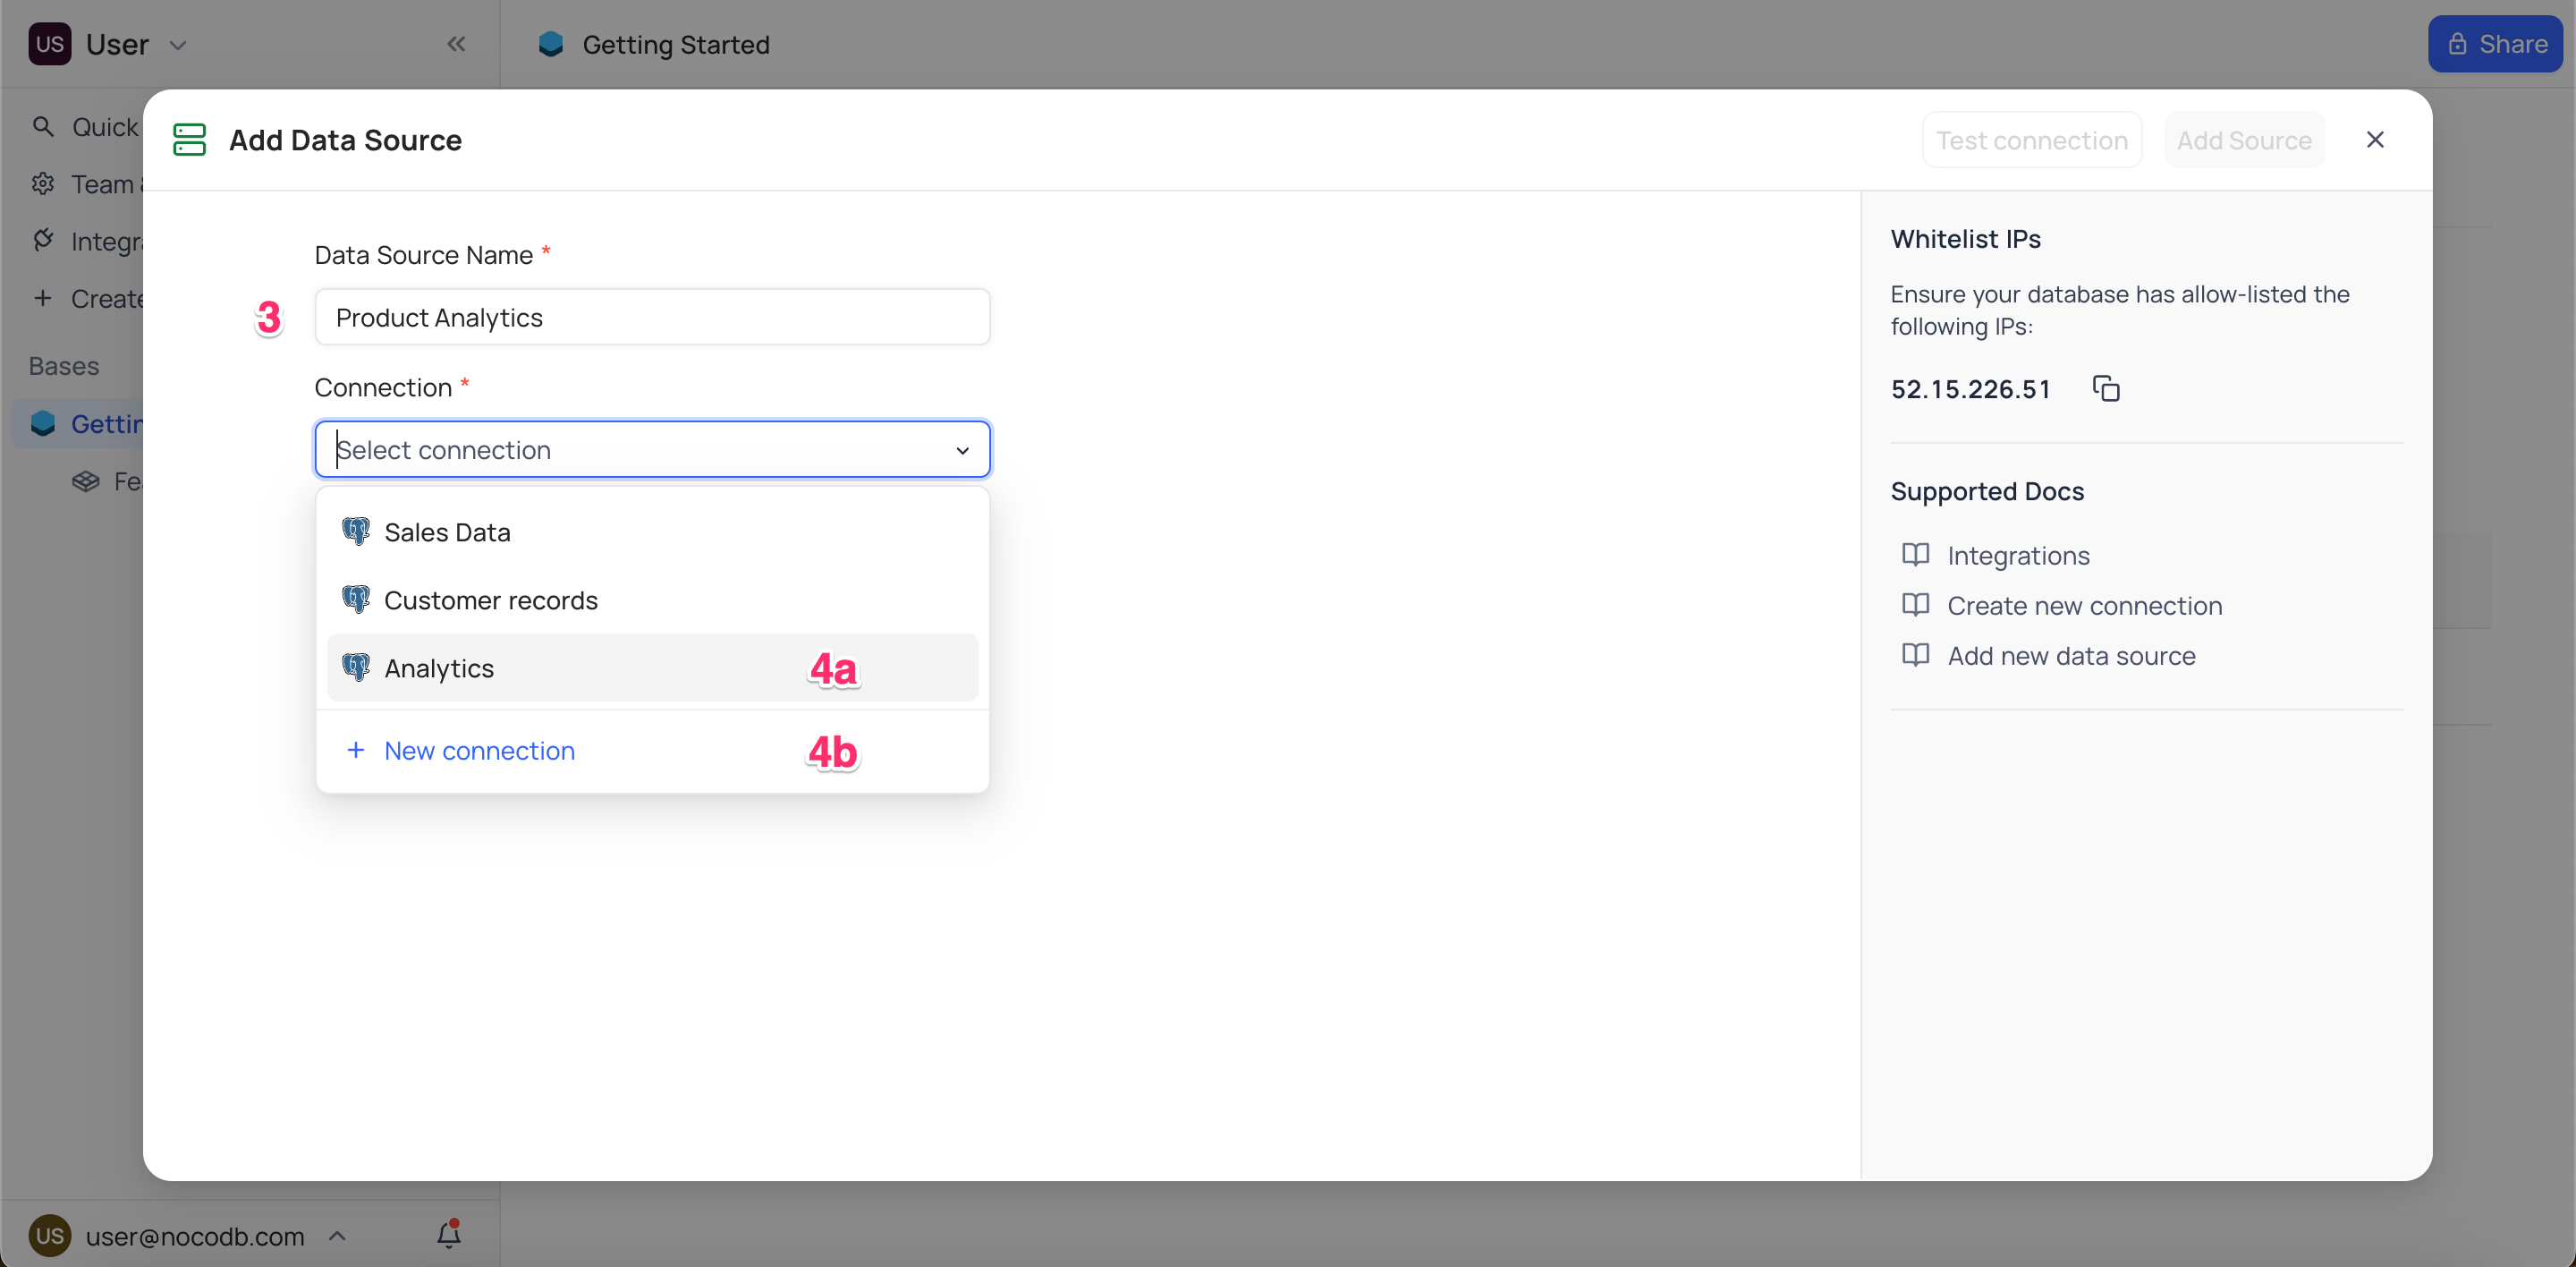 US User
Getting Started
Share
Quick
Team
Integr
Create
Bases
Gettin
Fea
Add Data Source
Test connection
Add Source
Data Source Name *
3
Product Analytics
Connection *
Select connection
Sales Data
Customer records
Analytics
4a
+ New connection
4b
Whitelist IPs
Ensure your database has allow-listed the
following IPs:
52.15.226.51
Supported Docs
Integrations
Create new connection
Add new data source
US user@nocodb.com